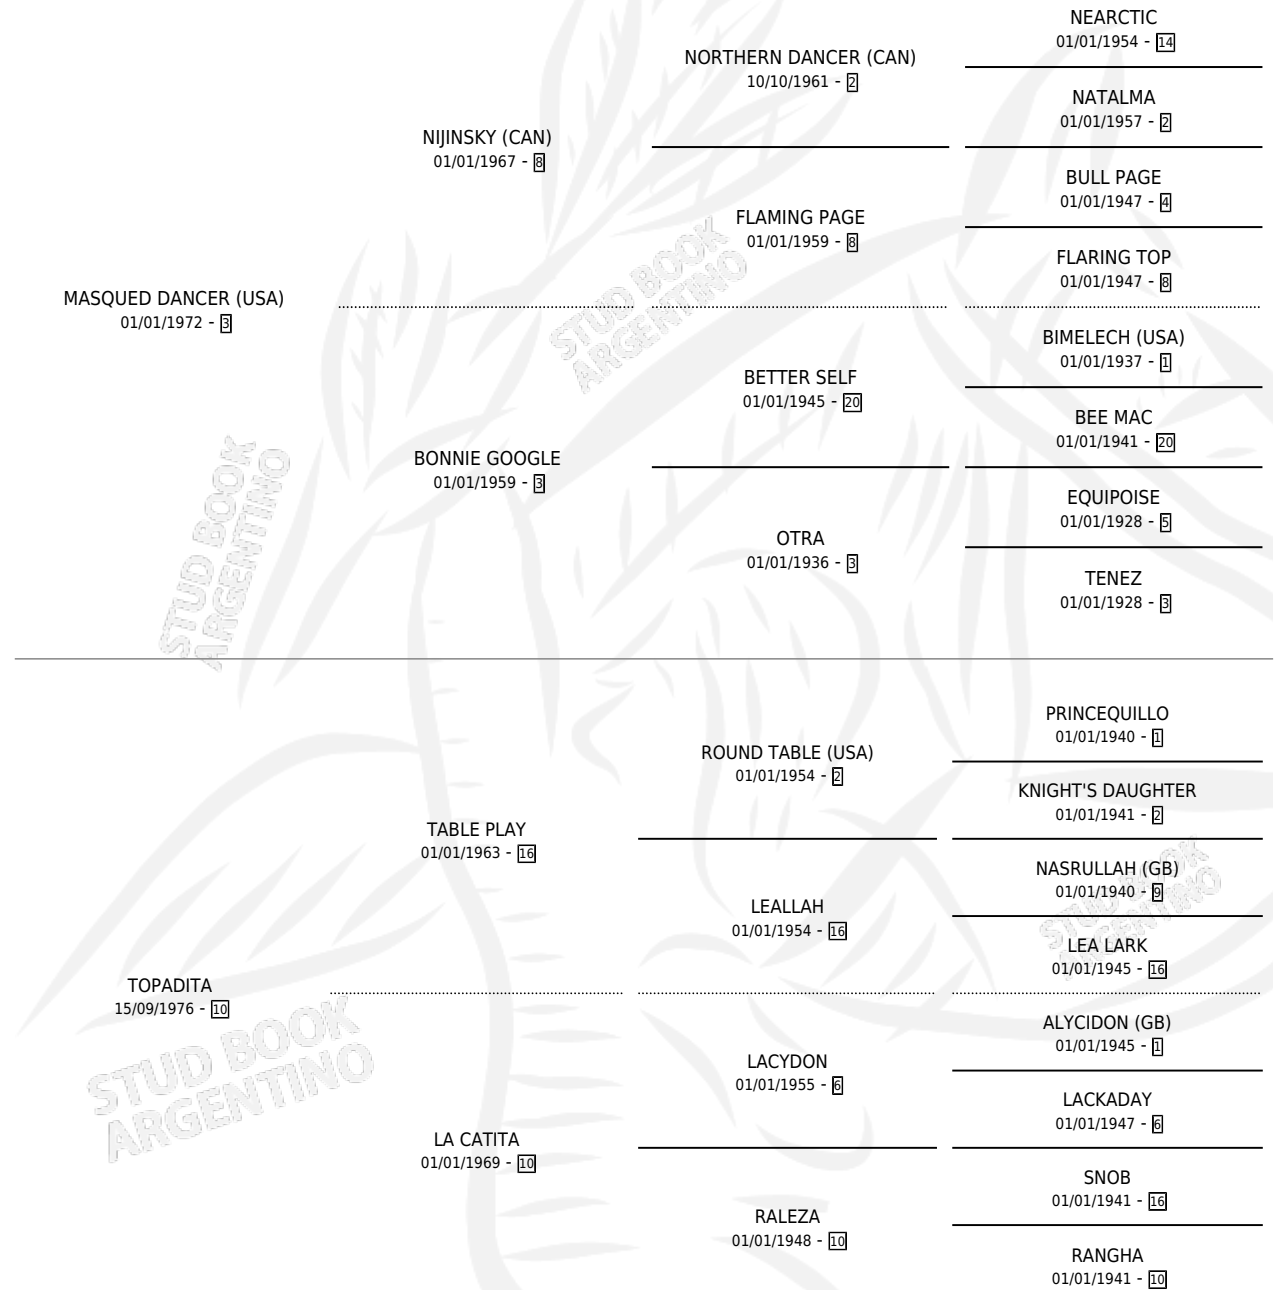 NEARCTIC
01/01/1954 - 14
NORTHERN DANCER (CAN)
10/10/1961 - 2
NATALMA
01/01/1957 - 2
NIJINSKY (CAN)
01/01/1967 - 8
BULL PAGE
01/01/1947 - 4
FLAMING PAGE
01/01/1959 - 8
FLARING TOP
01/01/1947 - 8
MASQUED DANCER (USA)
01/01/1972 - 3
BIMELECH (USA)
01/01/1937 - 1
BETTER SELF
01/01/1945 - 20
BEE MAC
01/01/1941 - 20
BONNIE GOOGLE
01/01/1959 - 3
EQUIPOISE
01/01/1928 - 5
OTRA
01/01/1936 - 3
TENEZ
01/01/1928 - 3
PRINCEQUILLO
01/01/1940 - 1
ROUND TABLE (USA)
01/01/1954 - 2
KNIGHT'S DAUGHTER
01/01/1941 - 2
TABLE PLAY
01/01/1963 - 16
NASRULLAH (GB)
01/01/1940 - 9
LEALLAH
01/01/1954 - 16
LEA LARK
01/01/1945 - 16
TOPADITA
15/09/1976 - 10
ALYCIDON (GB)
01/01/1945 - 1
LACYDON
01/01/1955 - 6
LACKADAY
01/01/1947 - 6
LA CATITA
01/01/1969 - 10
SNOB
01/01/1941 - 16
RALEZA
01/01/1948 - 10
RANGHA
01/01/1941 - 10
STUD BOOK
ARGENTINO
STUD BOOK
ARGENTINO
STUD BOOK
ARGENTINO
STUD BOOK
ARGENTINO